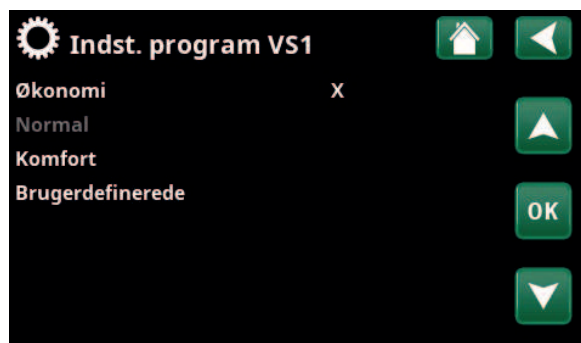 Indst. program VS1
Økonomi X
Normal
Komfort
Brugerdefinerede
OK